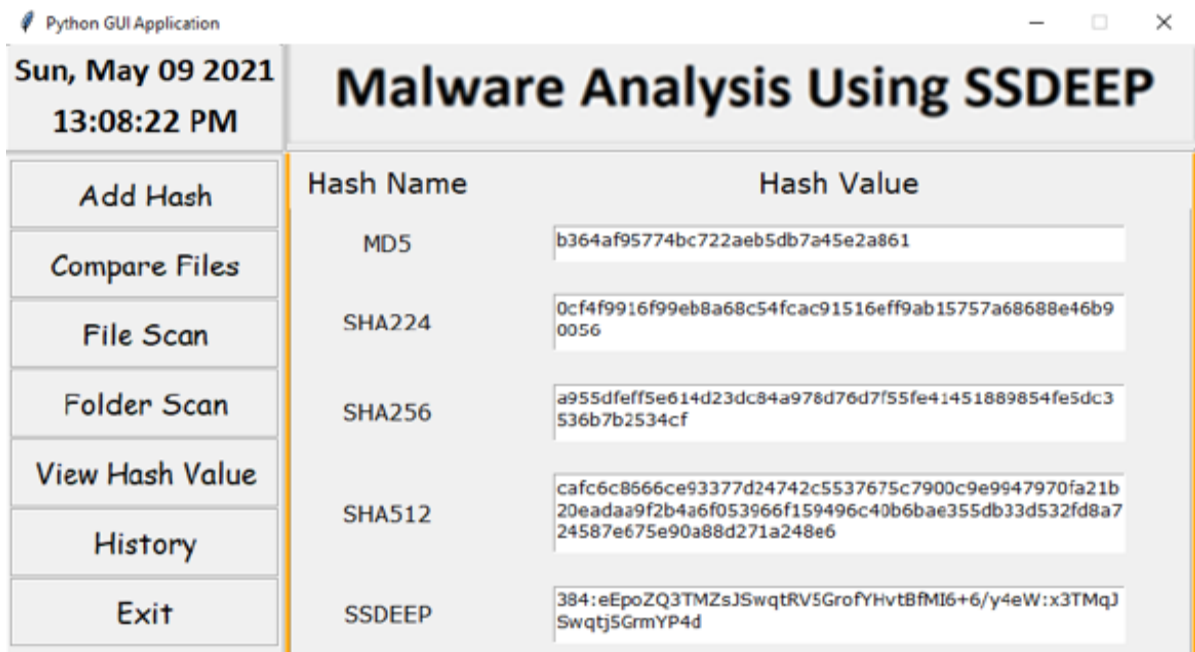 Python GUI Application
Sun, May 09 2021
13:08:22 PM
Malware Analysis Using SSDEEP
Add Hash
Compare Files
File Scan
Folder Scan
View Hash Value
History
Exit
Hash Name
Hash Value
MD5
b364af95774bc722aeb5db7a45e2a861
SHA224
0cf4f9916f99eb8a68c54fcac91516eff9ab15757a68688e46b9
0056
SHA256
a955dfeff5e614d23dc84a978d76d7f55fe41451889854fe5dc3
536b7b2534cf
SHA512
cafc6c8666ce93377d24742c5537675c7900c9e9947970fa21b
20eadaa9f2b4a6f053966f159496c40b6bae355db33d532fd8a7
24587e675e90a88d271a248e6
SSDEEP
384:eEpoZQ3TMZsJSwqtRV5GrofYHvtBfMI6+6/y4eW:x3TMqJ
Swqtj5GrmYP4d